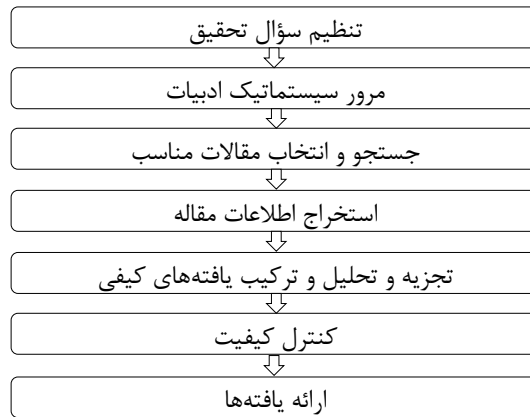 تنظیم سؤال تحقیق
مرور سیستماتیک ادبیات
جستجو و انتخاب مقالات مناسب
استخراج اطلاعات مقاله
تجزیه و تحلیل و ترکیب یافته‌های کیفی
کنترل کیفیت
ارائه یافته‌ها